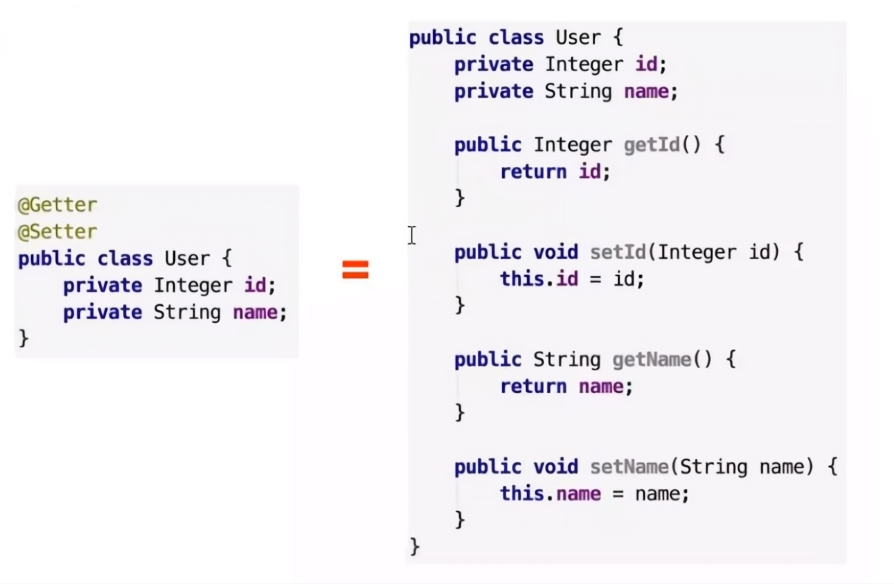 @Getter
@Setter
public class User {
    private Integer id;
    private String name;
}
=
public class User {
    private Integer id;
    private String name;

    public Integer getId() {
        return id;
    }

    public void setId(Integer id) {
        this.id = id;
    }

    public String getName() {
        return name;
    }

    public void setName(String name) {
        this.name = name;
    }
}